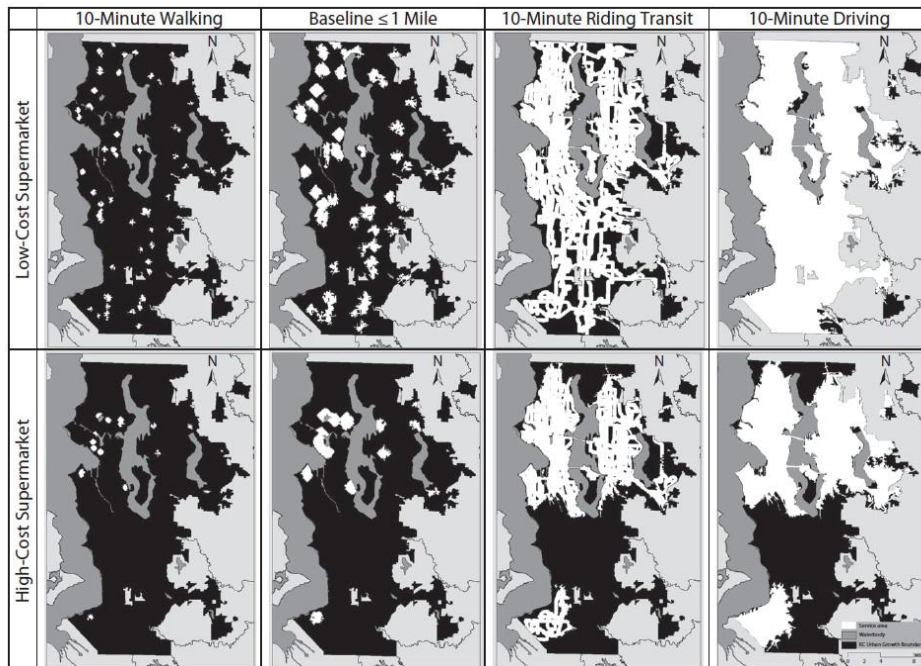 10-Minute Walking
Baseline ≤ 1 Mile
10-Minute Riding Transit
10-Minute Driving
Low-Cost Supermarket
N
N
N
N
High-Cost Supermarket
N
N
N
N
Service area
Waterbody
KC Urban Growth